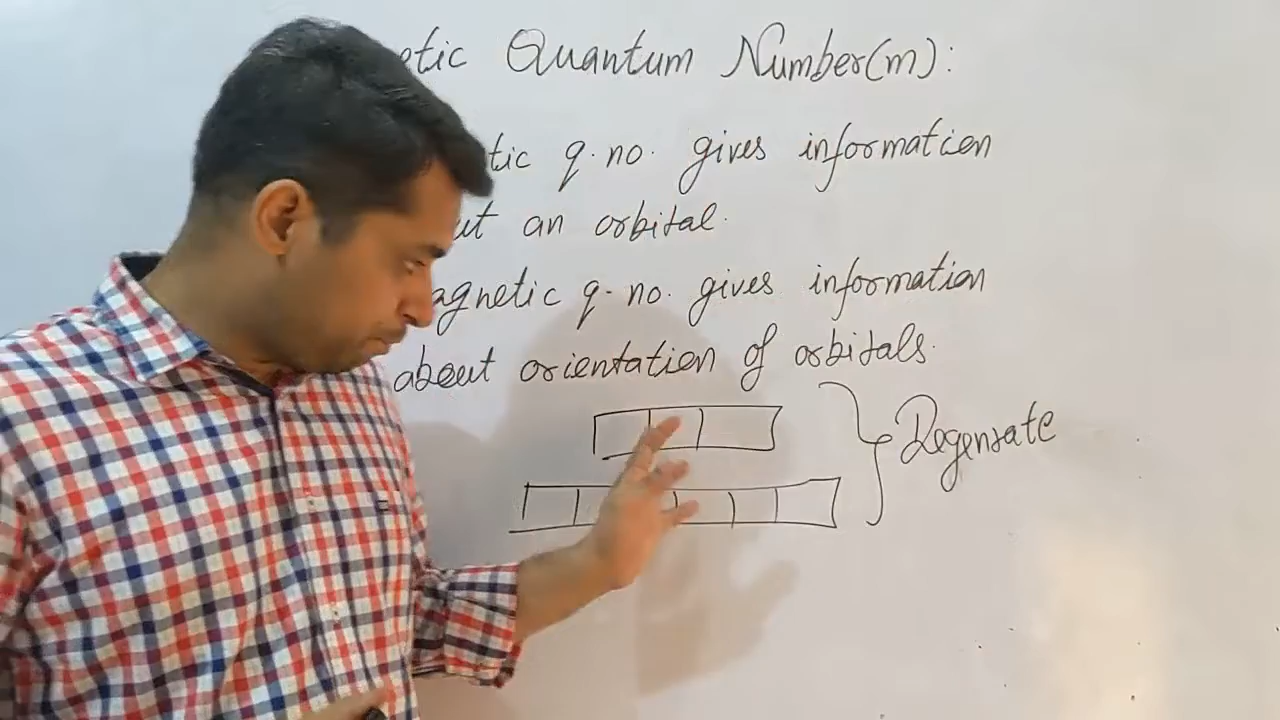 etic Quantum Number(m):
tic q. no. gives information
ut an orbital.
agnetic q. no. gives information
about orientation of orbitals.
Degenrate